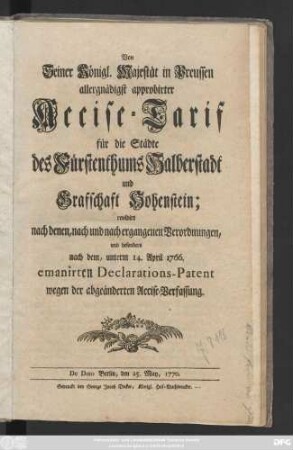 Von
Seiner Königl. Majestät in Preussen
allergnädigst approbirter
Accise-Tarif
für die Städte
des Fürstenthums Halberstadt
und
Grafschaft Hohenstein;
revidirt
nach denen, nach und nach ergangenen Verordnungen,
und besonders
nach dem, unterm 14. April 1766.
emanirten Declarations-Patent
wegen der abgeänderten Accise-Verfassung.
De Dato Berlin, den 25. May, 1770.
Gedruckt bey George Jacob Decker, Königl. Hof-Buchdrucker.